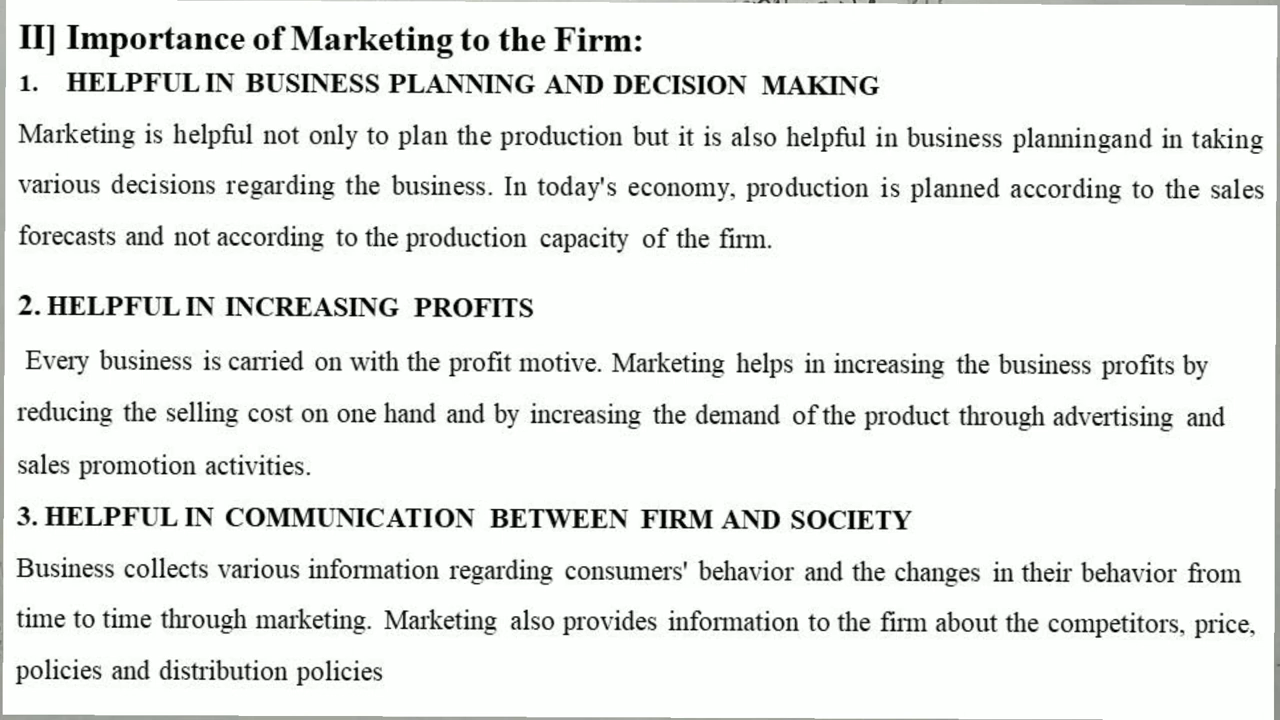 II] Importance of Marketing to the Firm:
1. HELPFUL IN BUSINESS PLANNING AND DECISION MAKING
Marketing is helpful not only to plan the production but it is also helpful in business planningand in taking
various decisions regarding the business. In today's economy, production is planned according to the sales
forecasts and not according to the production capacity of the firm.
2. HELPFUL IN INCREASING PROFITS
Every business is carried on with the profit motive. Marketing helps in increasing the business profits by
reducing the selling cost on one hand and by increasing the demand of the product through advertising and
sales promotion activities.
3. HELPFUL IN COMMUNICATION BETWEEN FIRM AND SOCIETY
Business collects various information regarding consumers' behavior and the changes in their behavior from
time to time through marketing. Marketing also provides information to the firm about the competitors, price,
policies and distribution policies